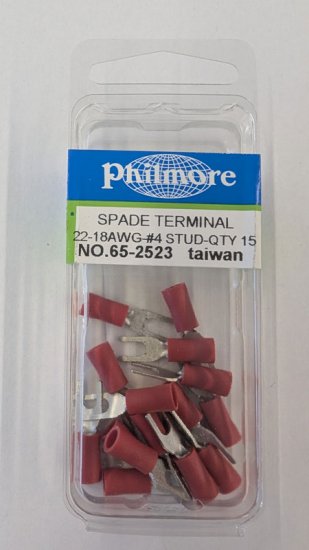 Philmore
SPADE TERMINAL
22-18AWG-#4 STUD-QTY 15
NO.65-2523 taiwan